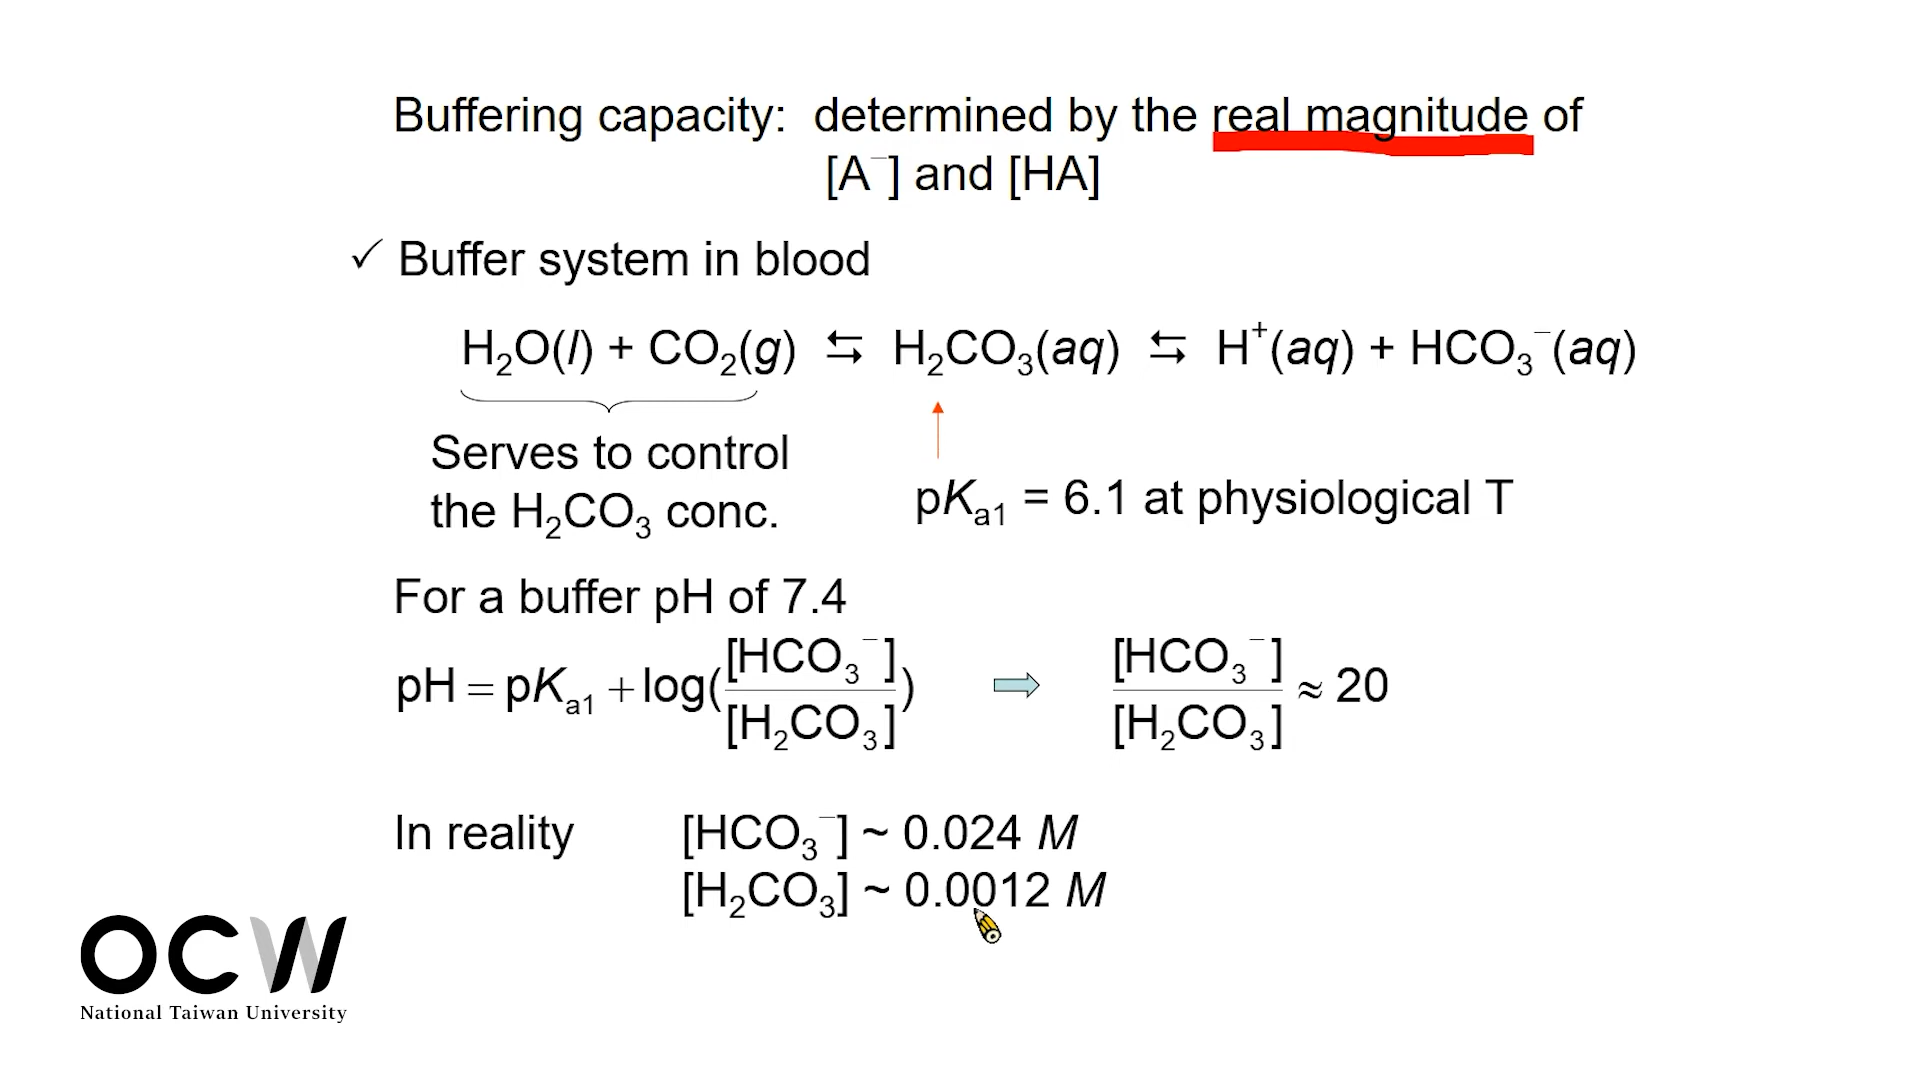 Buffering capacity: determined by the real magnitude of
[A⁻] and [HA]
✓ Buffer system in blood
H₂O(l) + CO₂(g) ⇆ H₂CO₃(aq) ⇆ H⁺(aq) + HCO₃⁻(aq)
Serves to control
the H₂CO₃ conc.
pKₐ₁ = 6.1 at physiological T
For a buffer pH of 7.4
pH = pKₐ₁ + log([HCO₃⁻]/[H₂CO₃]) ⇨ [HCO₃⁻]/[H₂CO₃] ≈ 20
In reality [HCO₃⁻] ~ 0.024 M
[H₂CO₃] ~ 0.0012 M
OCW
National Taiwan University